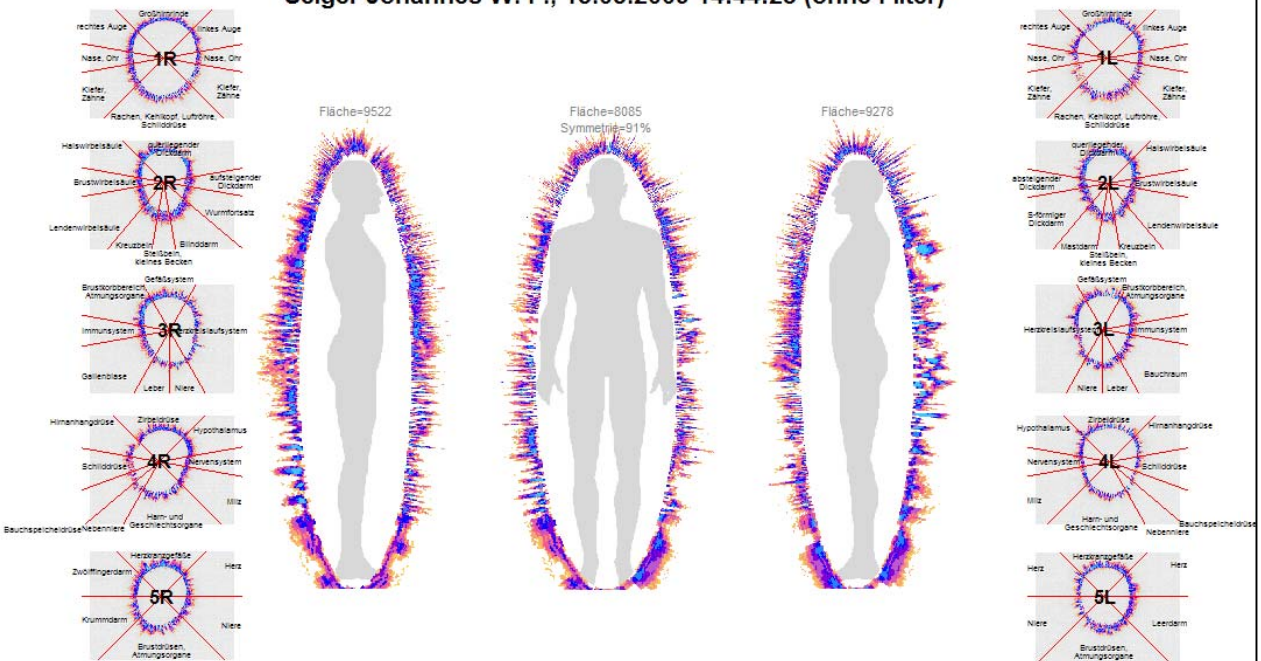 Großhirnrinde
rechtes Auge
linkes Auge
Nase, Ohr
1R
Nase, Ohr
Kiefer,
Zähne
Kiefer,
Zähne
Rachen, Kehlkopf, Luftröhre,
Schilddrüse
Halswirbelsäule
querliegender
Dickdarm
Brustwirbelsäule
2R
aufsteigender
Dickdarm
Wurmfortsatz
Lendenwirbelsäule
Kreuzbein
Blinddarm
Steißbein,
kleines Becken
Gefäßsystem
Brustkorbbereich,
Atmungsorgane
Immunsystem
3R
Gallenblase
Leber
Niere
Hirnanhangdrüse
Zirbeldrüse
Hypothalamus
Schilddrüse
4R
Nervensystem
Milz
Harn- und
Geschlechtsorgane
Bauchspeicheldrüse
Nebenniere
Herzkranzgefäße
Zwölffingerdarm
Herz
5R
Krummdarm
Niere
Brustdrüsen,
Atmungsorgane
Fläche=9522
Fläche=8085
Symmetrie=91%
Fläche=9278
Großhirnrinde
rechtes Auge
linkes Auge
Nase, Ohr
1L
Nase, Ohr
Kiefer,
Zähne
Kiefer,
Zähne
Rachen, Kehlkopf, Luftröhre,
Schilddrüse
querliegender
Dickdarm
Halswirbelsäule
absteigender
Dickdarm
2L
Brustwirbelsäule
S-förmiger
Dickdarm
Lendenwirbelsäule
Mastdarm
Kreuzbein
Steißbein,
kleines Becken
Gefäßsystem
Brustkorbbereich,
Atmungsorgane
Herzkreislaufsystem
3L
Immunsystem
Bauchraum
Niere
Leber
Zirbeldrüse
Hypothalamus
Hirnanhangdrüse
Nervensystem
4L
Schilddrüse
Milz
Harn- und
Geschlechtsorgane
Bauchspeicheldrüse
Nebenniere
Herzkranzgefäße
Herz
Herz
5L
Niere
Leerdarm
Brustdrüsen,
Atmungsorgane